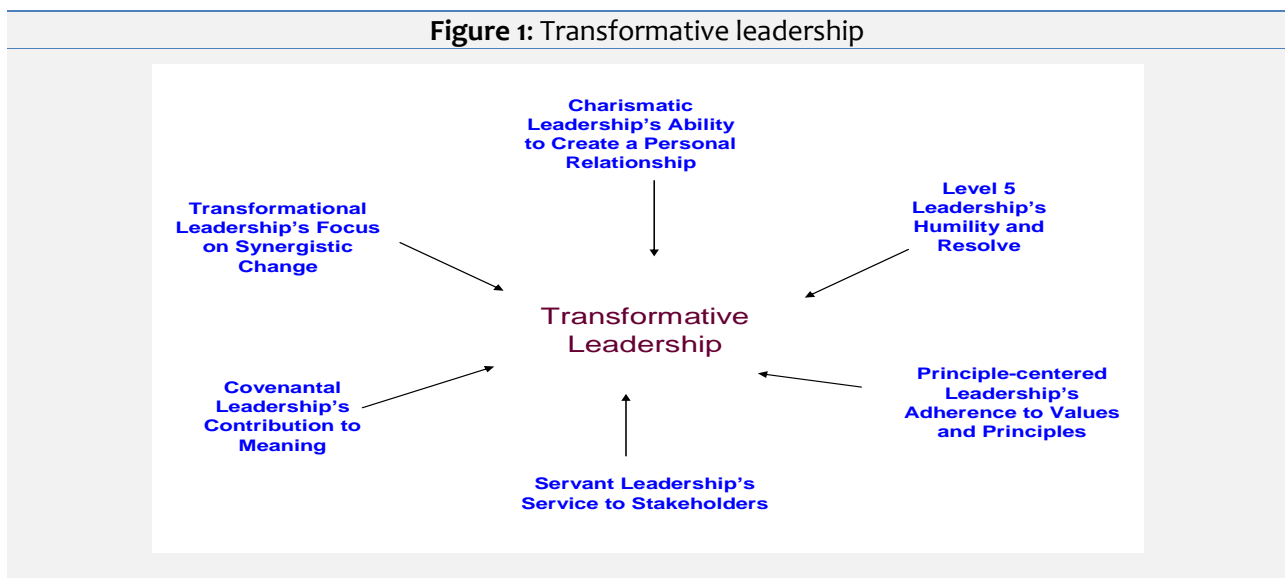 Figure 1: Transformative leadership
Charismatic
Leadership’s Ability
to Create a Personal
Relationship
Transformational
Leadership’s Focus
on Synergistic
Change
Level 5
Leadership’s
Humility and
Resolve
Transformative
Leadership
Covenantal
Leadership’s
Contribution to
Meaning
Principle-centered
Leadership’s
Adherence to Values
and Principles
Servant Leadership’s
Service to Stakeholders